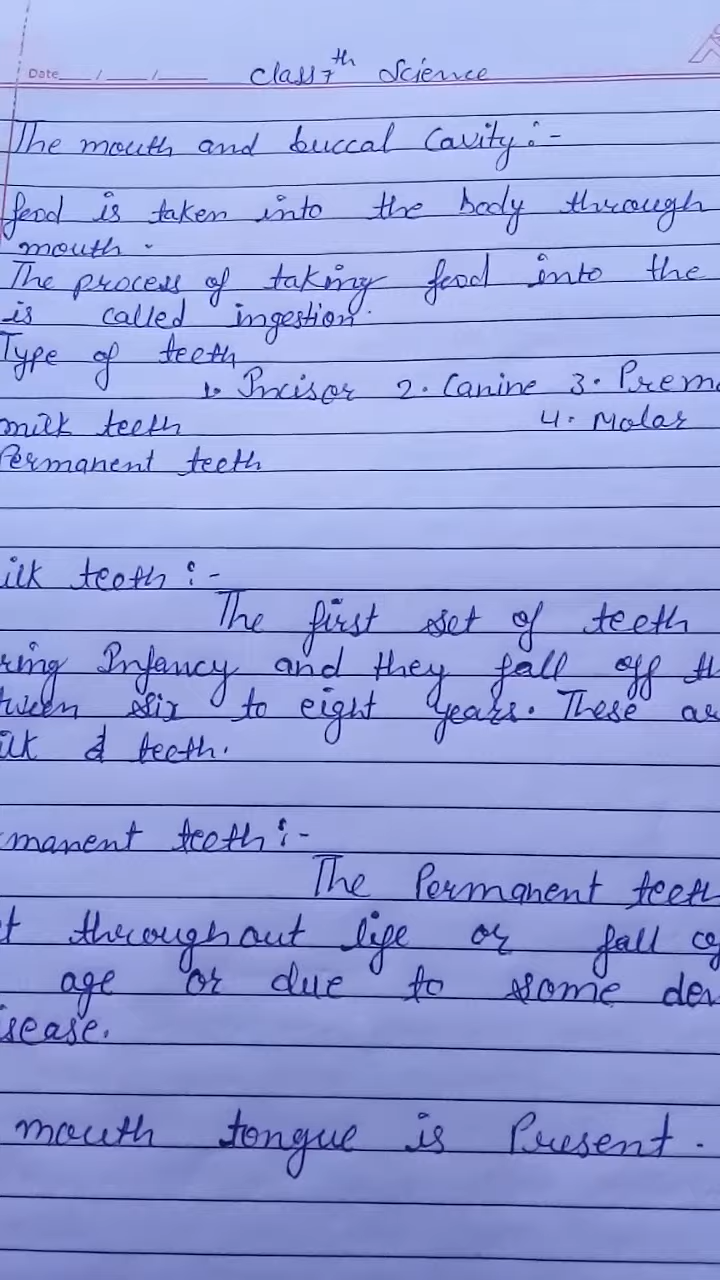 Date / /
Class 7th Science
The mouth and buccal Cavity :-
food is taken into the body through
mouth.
The process of taking food into the
is called ingestion.
Type of teeth
1. Incisor 2. Canine 3. Prem
milk teeth 4. Molar
Permanent teeth
ilk teeth :-
The first set of teeth
ring Infancy and they fall off th
tween six to eight years. These ar
ilk teeth.
manent teeth :-
The Permanent teeth
t throughout life or fall
age or due to some den
isease.
mouth tongue is Present.